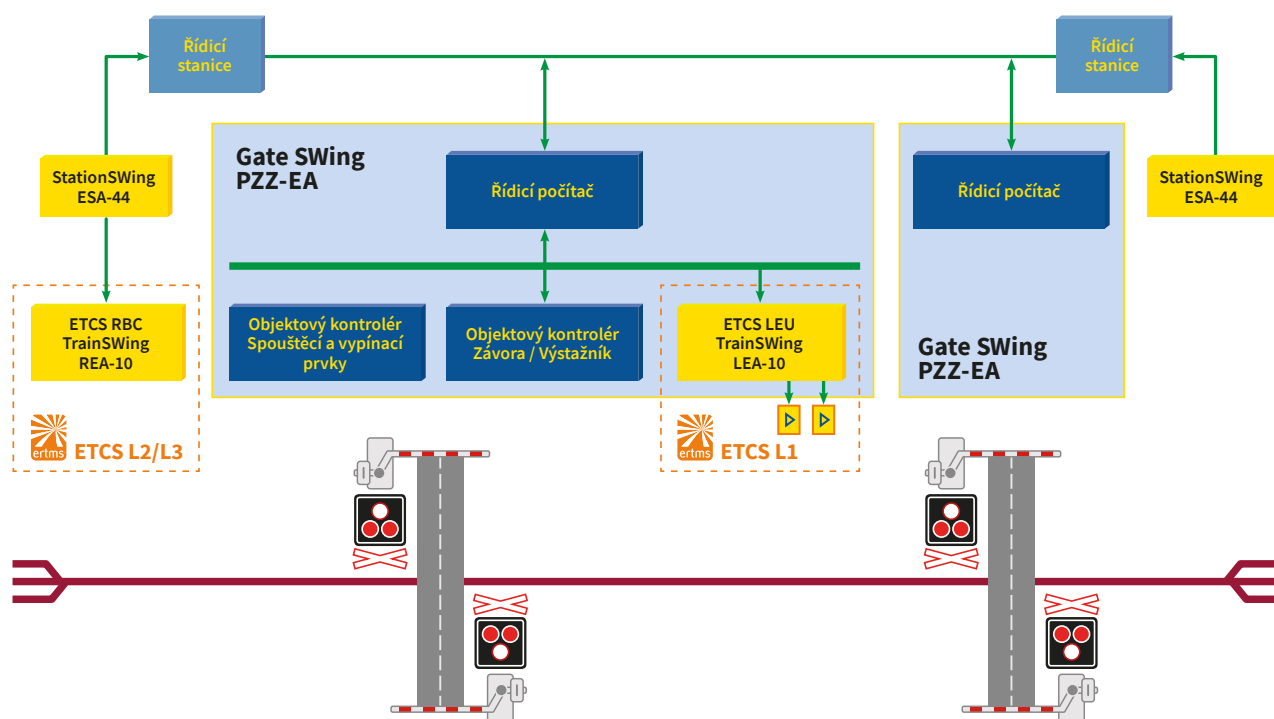 Řídicí
stanice
Řídicí
stanice
Gate SWing
PZZ-EA
Řídicí počítač
Řídicí počítač
StationSWing
ESA-44
StationSWing
ESA-44
ETCS RBC
TrainSWing
REA-10
Objektový kontrolér
Spouštěcí a vypínací
prvky
Objektový kontrolér
Závora / Výstažník
ETCS LEU
TrainSWing
LEA-10
Gate SWing
PZZ-EA
ertms
ETCS L2/L3
ertms
ETCS L1